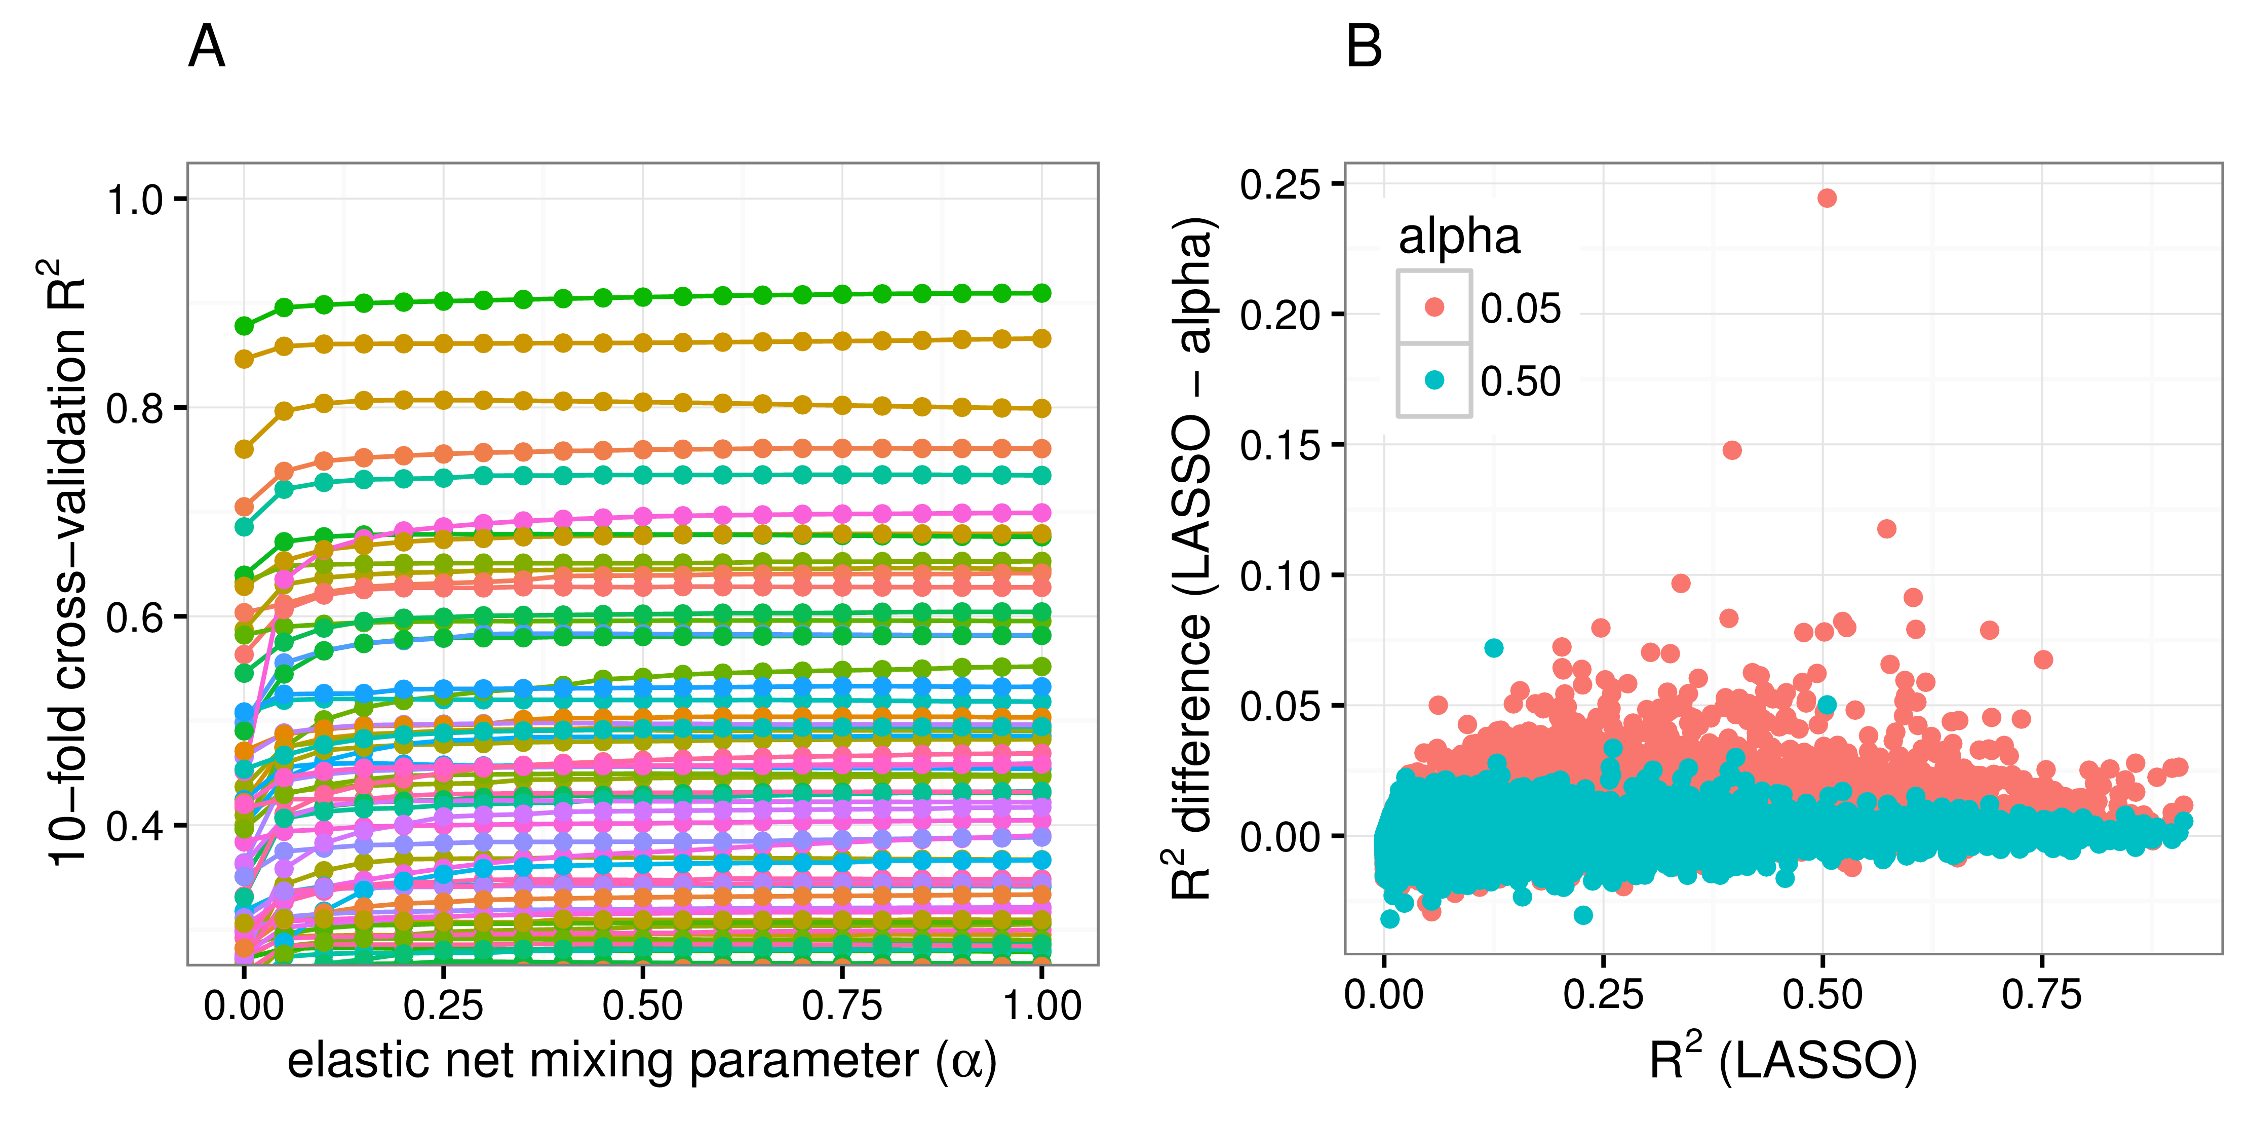 A
10−fold cross−validation R²
1.0
0.8
0.6
0.4
0.00 0.25 0.50 0.75 1.00
elastic net mixing parameter (α)
B
R² difference (LASSO − alpha)
0.25
0.20
0.15
0.10
0.05
0.00
alpha
0.05
0.50
0.00 0.25 0.50 0.75
R² (LASSO)